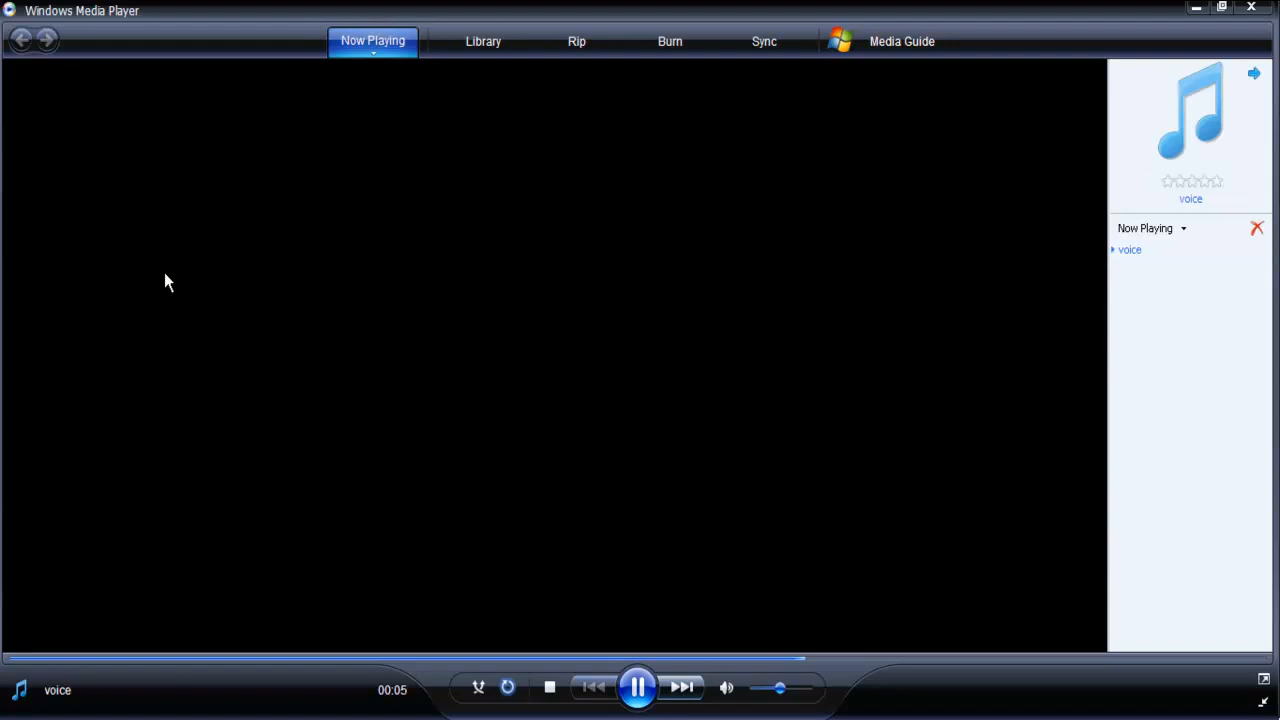 Windows Media Player
Now Playing
Library
Rip
Burn
Sync
Media Guide
voice
Now Playing
voice
voice
00:05